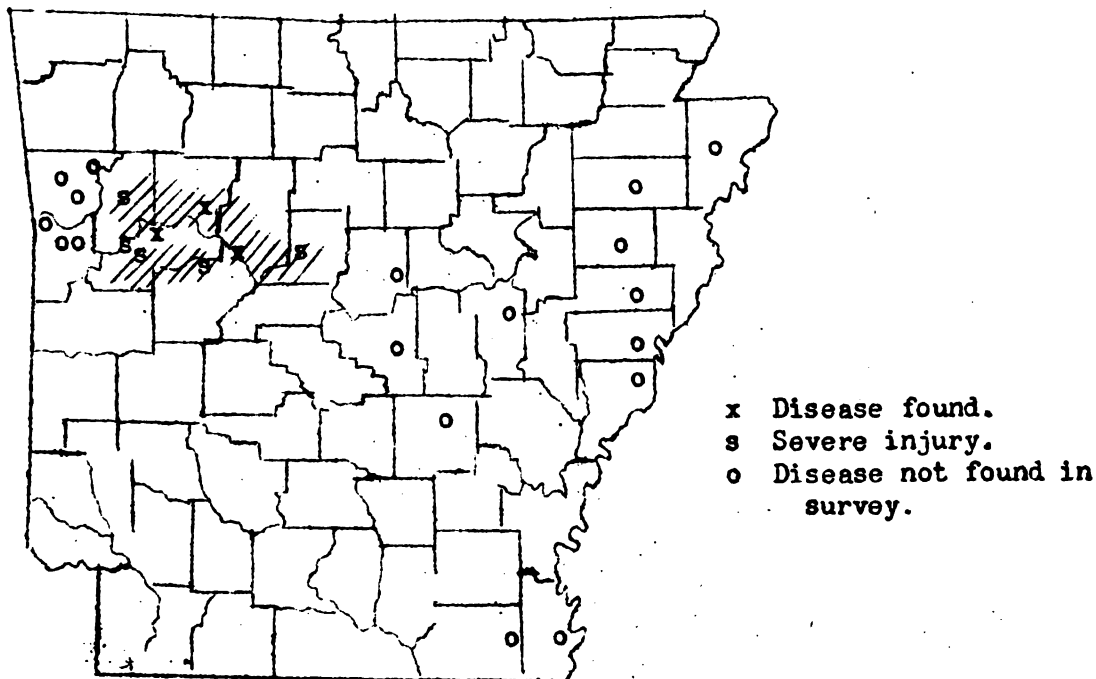 x Disease found.
s Severe injury.
o Disease not found in
survey.